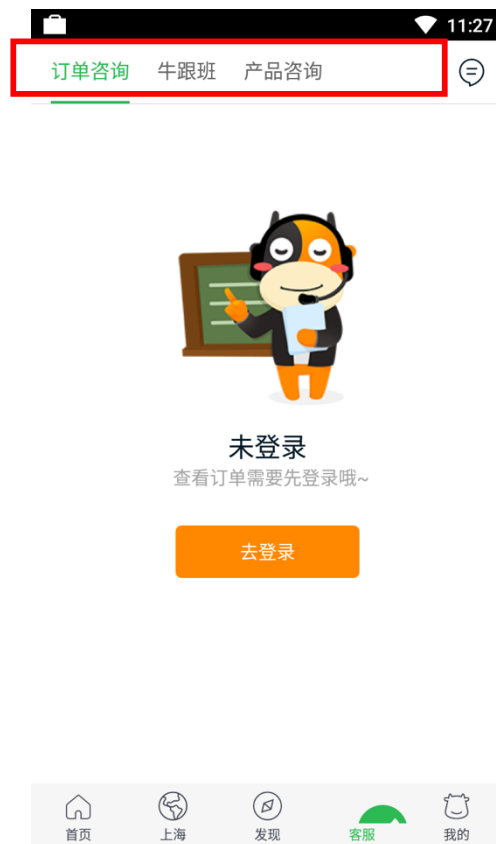 11:27
订单咨询 牛跟班 产品咨询
未登录
查看订单需要先登录哦~
去登录
首页 上海 发现 客服 我的